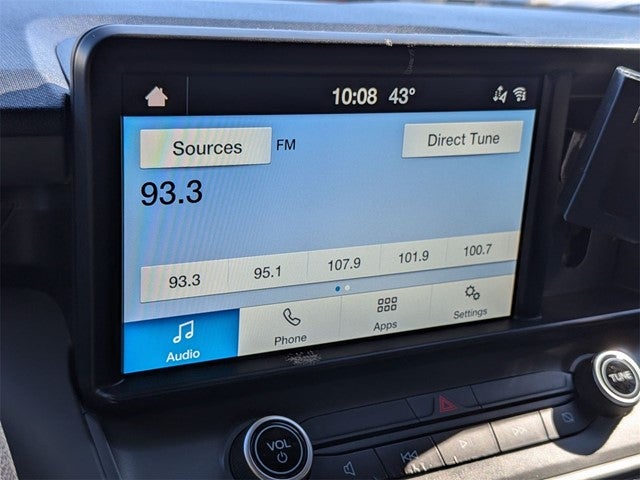 10:08 43°
Sources FM Direct Tune
93.3
93.3 95.1 107.9 101.9 100.7
Audio Phone Apps Settings
VOL TUNE